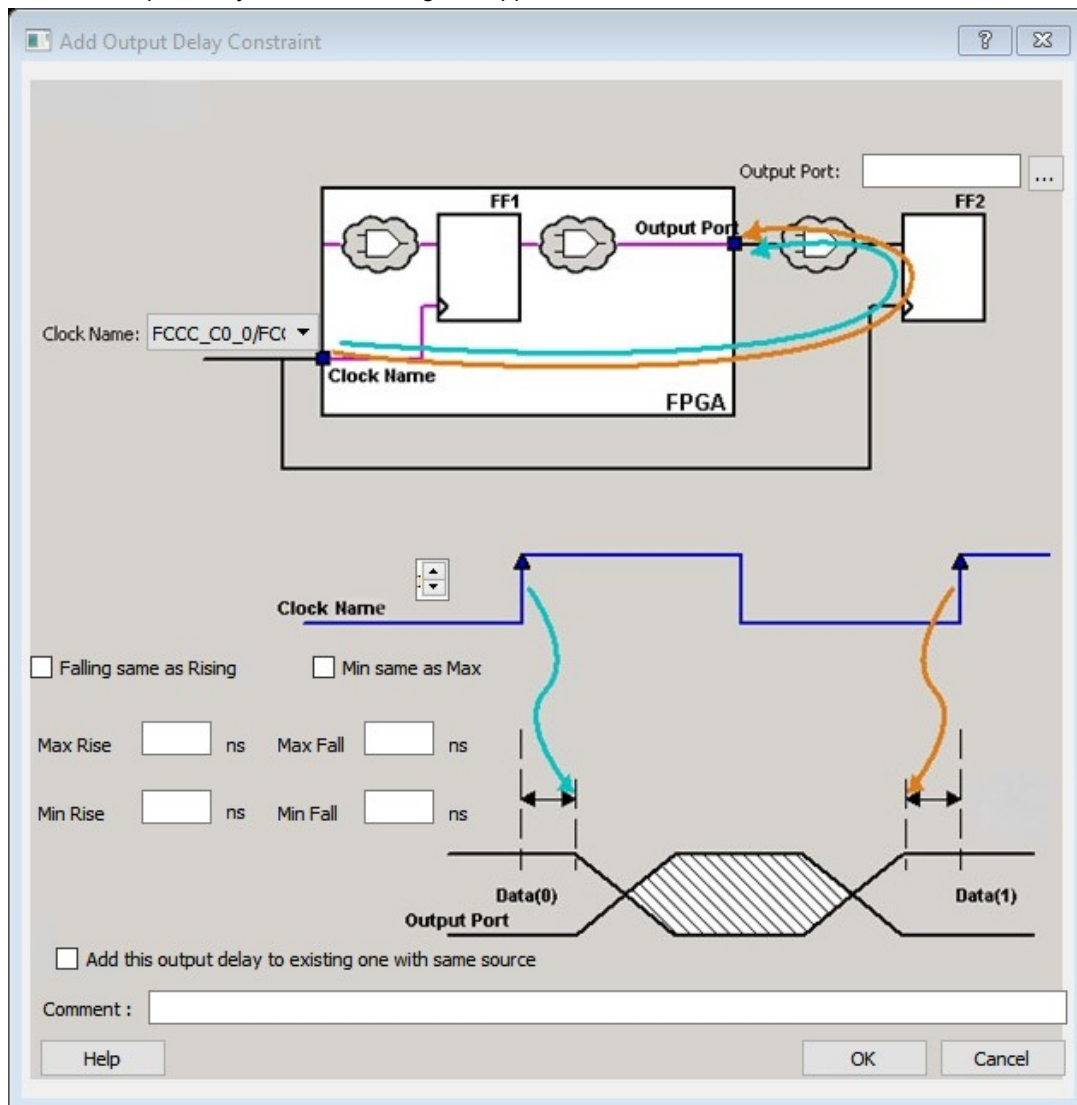 Add Output Delay Constraint
Output Port:
...
FF1
FF2
Output Port
Clock Name: FCCC_C0_0/FC
Clock Name
FPGA
Clock Name
Falling same as Rising
Min same as Max
Max Rise ns Max Fall ns
Min Rise ns Min Fall ns
Data(0)
Data(1)
Output Port
Add this output delay to existing one with same source
Comment :
Help
OK
Cancel